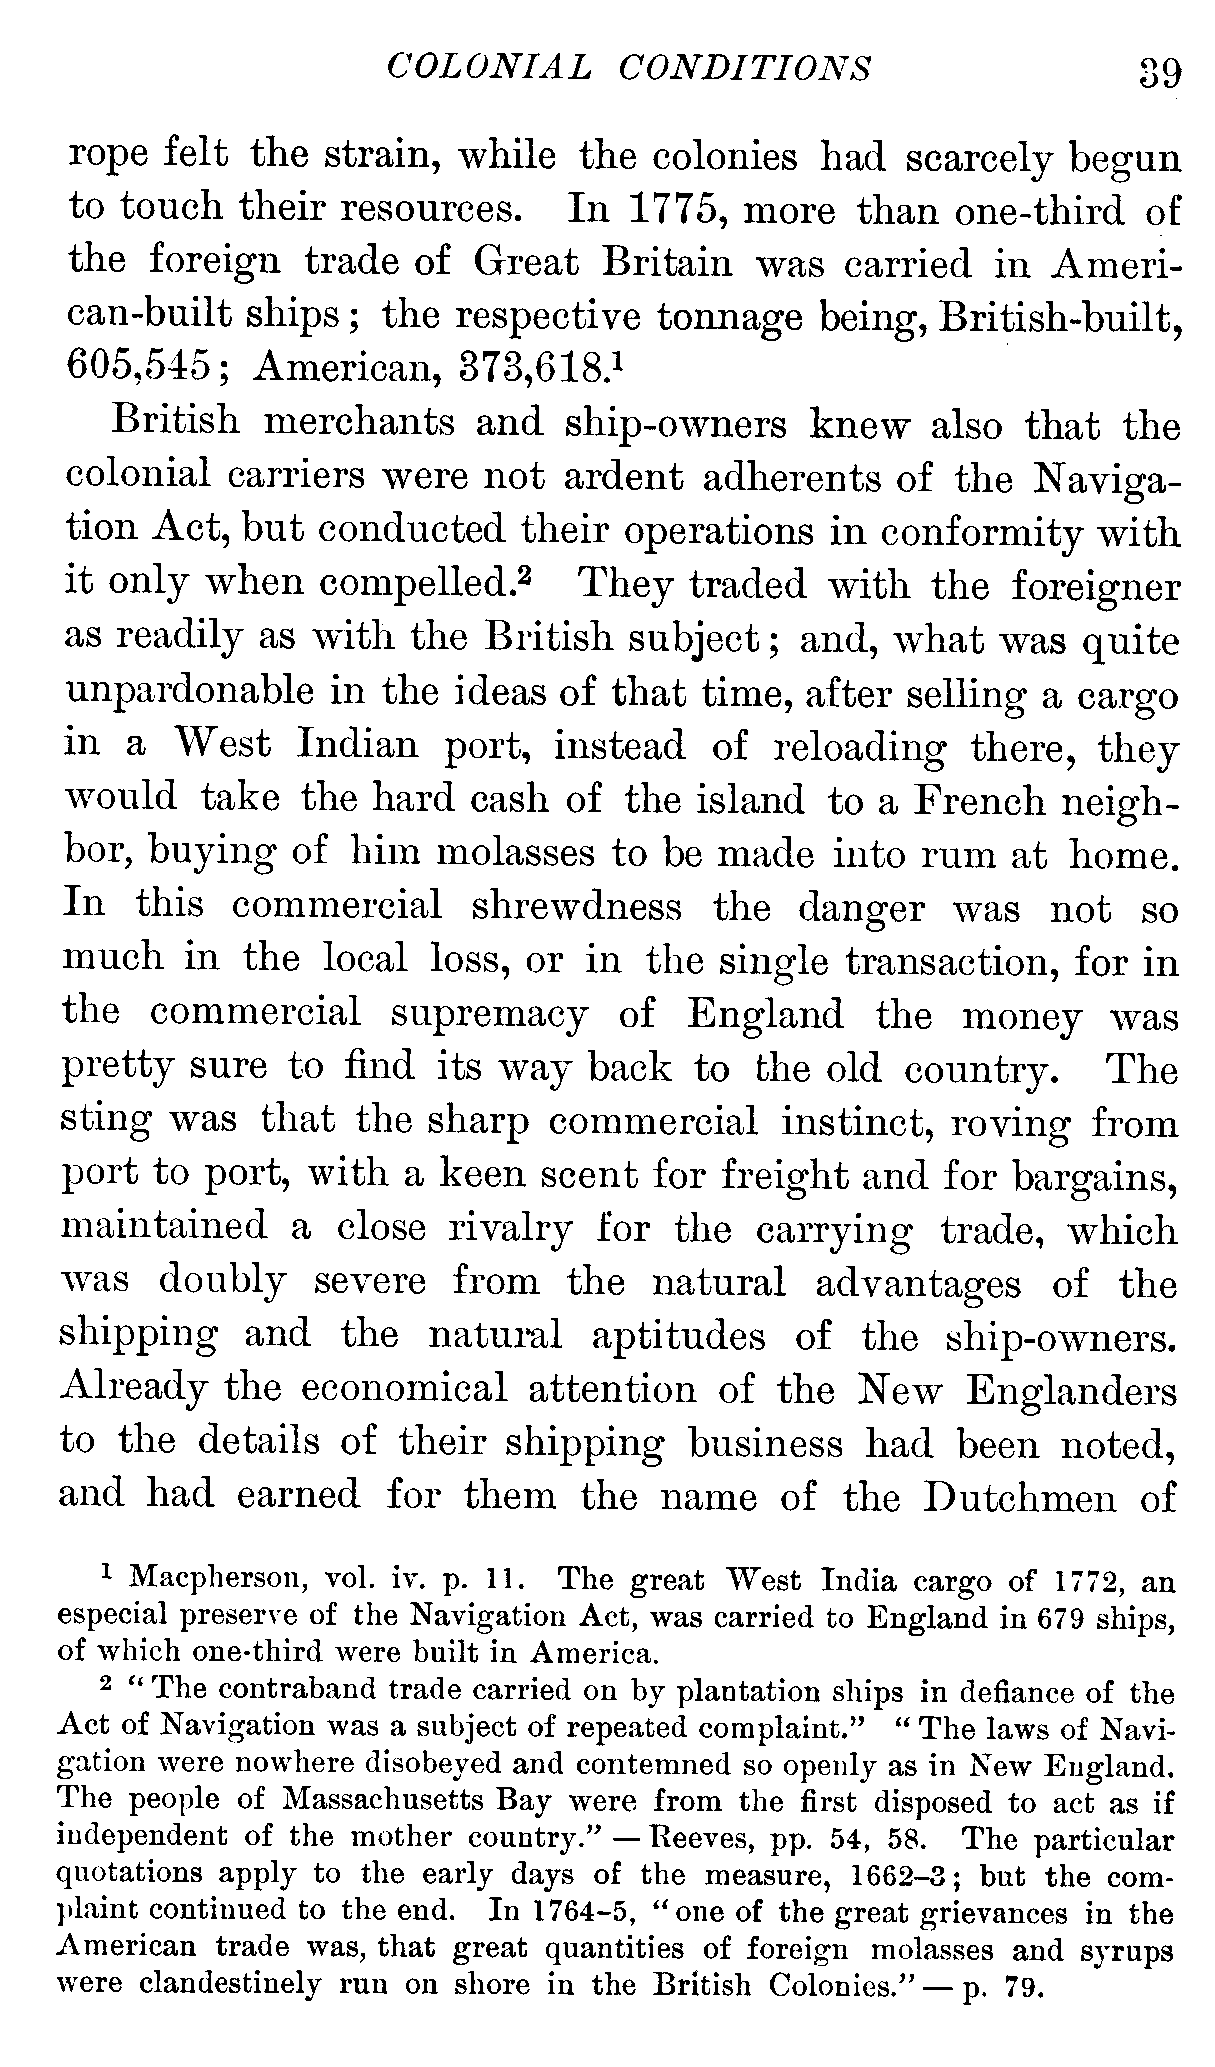 COLONIAL CONDITIONS 39
rope felt the strain, while the colonies had scarcely begun
to touch their resources. In 1775, more than one-third of
the foreign trade of Great Britain was carried in Ameri-
can-built ships; the respective tonnage being, British-built,
605,545; American, 373,618.¹
British merchants and ship-owners knew also that the
colonial carriers were not ardent adherents of the Naviga-
tion Act, but conducted their operations in conformity with
it only when compelled.² They traded with the foreigner
as readily as with the British subject; and, what was quite
unpardonable in the ideas of that time, after selling a cargo
in a West Indian port, instead of reloading there, they
would take the hard cash of the island to a French neigh-
bor, buying of him molasses to be made into rum at home.
In this commercial shrewdness the danger was not so
much in the local loss, or in the single transaction, for in
the commercial supremacy of England the money was
pretty sure to find its way back to the old country. The
sting was that the sharp commercial instinct, roving from
port to port, with a keen scent for freight and for bargains,
maintained a close rivalry for the carrying trade, which
was doubly severe from the natural advantages of the
shipping and the natural aptitudes of the ship-owners.
Already the economical attention of the New Englanders
to the details of their shipping business had been noted,
and had earned for them the name of the Dutchmen of
¹ Macpherson, vol. iv. p. 11. The great West India cargo of 1772, an
especial preserve of the Navigation Act, was carried to England in 679 ships,
of which one-third were built in America.
² "The contraband trade carried on by plantation ships in defiance of the
Act of Navigation was a subject of repeated complaint." "The laws of Navi-
gation were nowhere disobeyed and contemned so openly as in New England.
The people of Massachusetts Bay were from the first disposed to act as if
independent of the mother country." — Reeves, pp. 54, 58. The particular
quotations apply to the early days of the measure, 1662–3; but the com-
plaint continued to the end. In 1764–5, "one of the great grievances in the
American trade was, that great quantities of foreign molasses and syrups
were clandestinely run on shore in the British Colonies." — p. 79.